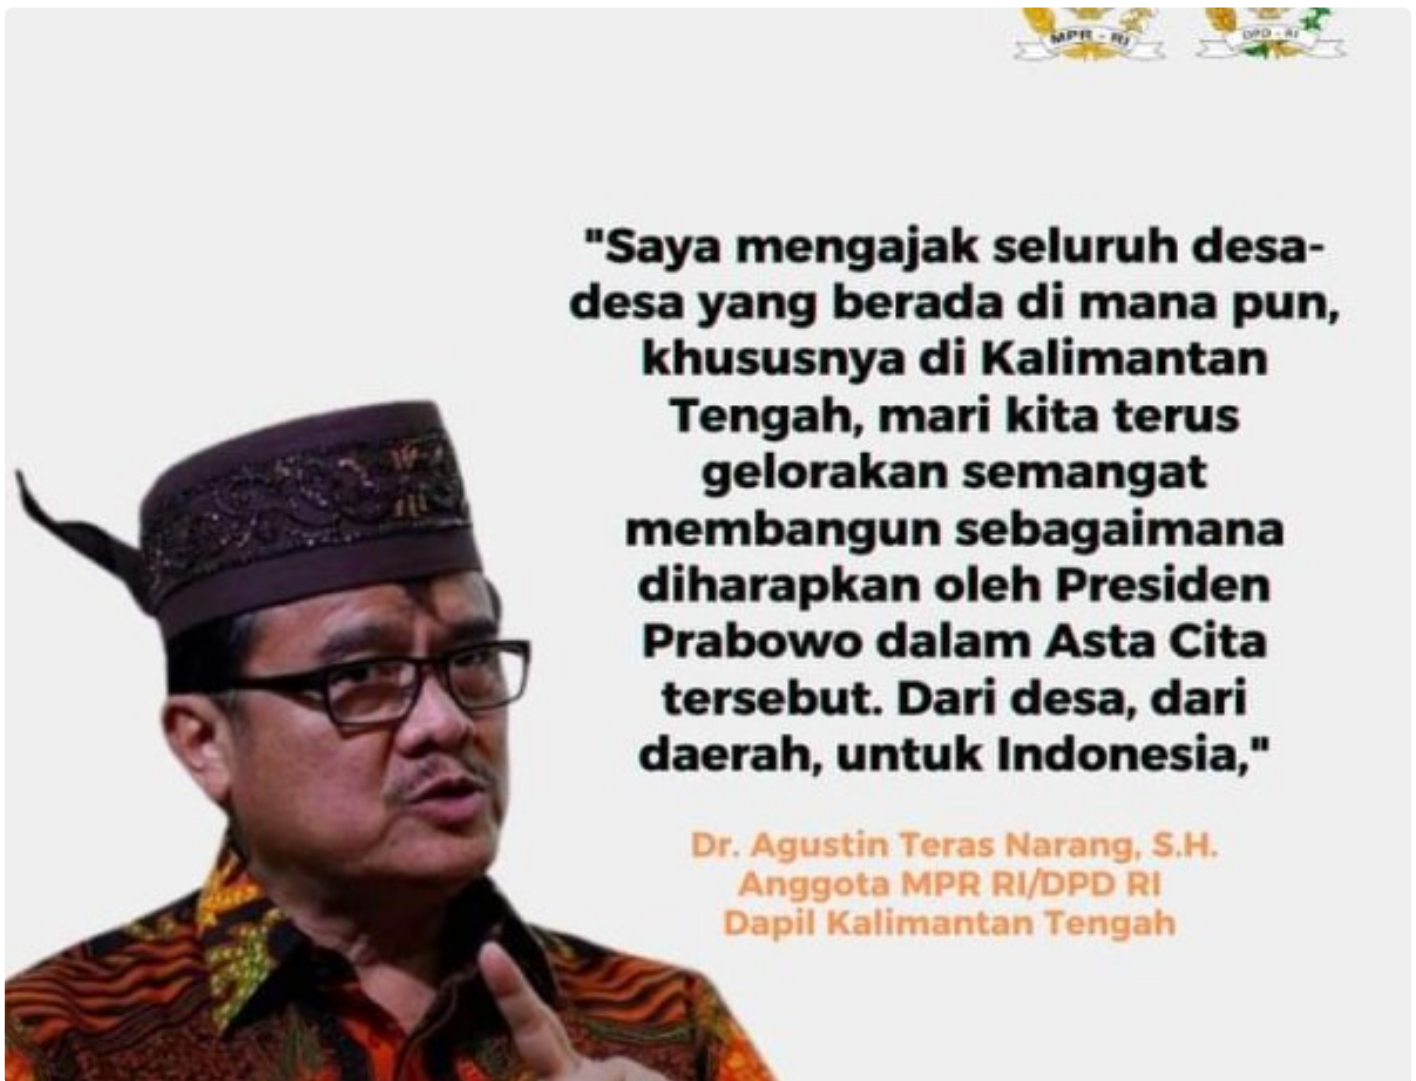 MPR - RI
DPD - RI
"Saya mengajak seluruh desa-
desa yang berada di mana pun,
khususnya di Kalimantan
Tengah, mari kita terus
gelorakan semangat
membangun sebagaimana
diharapkan oleh Presiden
Prabowo dalam Asta Cita
tersebut. Dari desa, dari
daerah, untuk Indonesia,"
Dr. Agustin Teras Narang, S.H.
Anggota MPR RI/DPD RI
Dapil Kalimantan Tengah